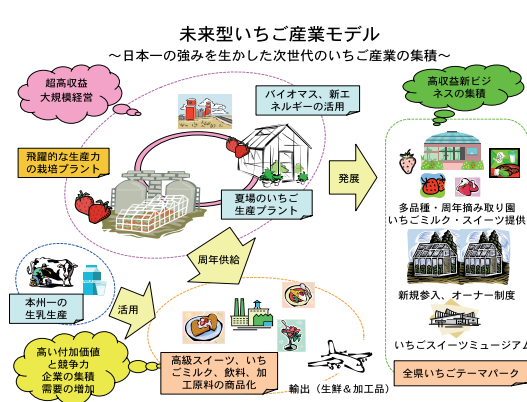 未来型いちご産業モデル
～日本一の強みを生かした次世代のいちご産業の集積～
超高収益
大規模経営
バイオマス、新エ
ネルギーの活用
高収益新ビジ
ネスの集積
飛躍的な生産力
の栽培プラント
夏場のいちご
生産プラント
発展
多品種・周年摘み取り園
いちごミルク・スイーツ提供
周年供給
本州一の
生乳生産
活用
新規参入、オーナー制度
いちごスイーツミュージアム
高い付加価値
と競争力
企業の集積
需要の増加
高級スイーツ、いち
ごミルク、飲料、加
工原料の商品化
輸出（生鮮＆加工品）
全県いちごテーマパーク